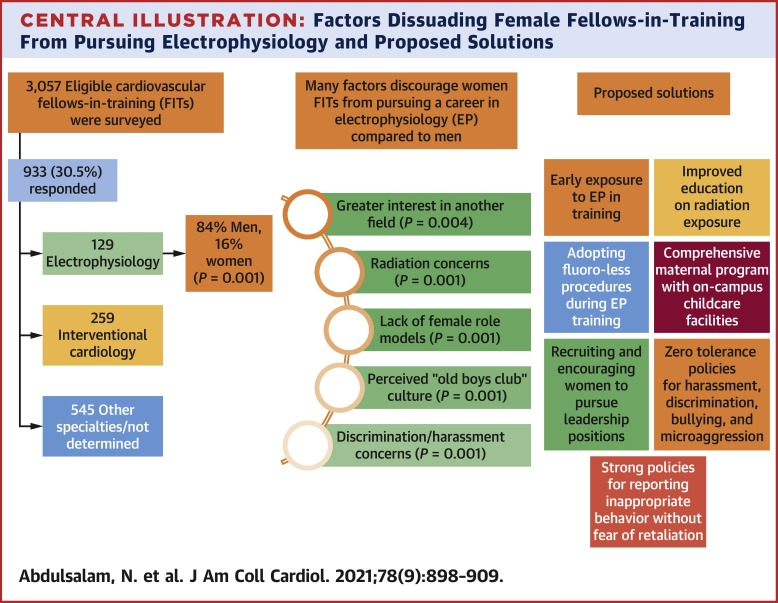 CENTRAL ILLUSTRATION: Factors Dissuading Female Fellows-in-Training
From Pursuing Electrophysiology and Proposed Solutions
3,057 Eligible cardiovascular
fellows-in-training (FITs)
were surveyed
933 (30.5%)
responded
129
Electrophysiology
84% Men,
16%
women
(P = 0.001)
259
Interventional
cardiology
545 Other
specialties/not
determined
Many factors discourage women
FITs from pursuing a career in
electrophysiology (EP)
compared to men
Greater interest in another
field (P = 0.004)
Radiation concerns
(P = 0.001)
Lack of female role
models (P = 0.001)
Perceived "old boys club"
culture (P = 0.001)
Discrimination/harassment
concerns (P = 0.001)
Proposed solutions
Early exposure
to EP in
training
Improved
education
on radiation
exposure
Adopting
fluoro-less
procedures
during EP
training
Comprehensive
maternal program
with on-campus
childcare
facilities
Recruiting and
encouraging
women to
pursue
leadership
positions
Zero tolerance
policies
for harassment,
discrimination,
bullying, and
microaggression
Strong policies
for reporting
inappropriate
behavior without
fear of retaliation
Abdulsalam, N. et al. J Am Coll Cardiol. 2021;78(9):898–909.